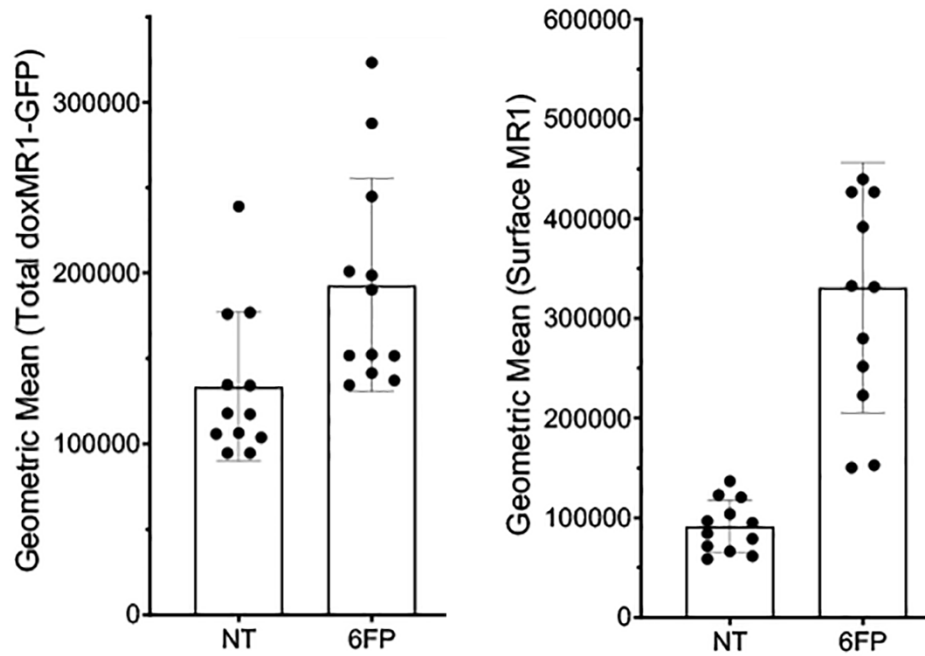 Geometric Mean (Total doxMR1-GFP)
300000
200000
100000
0
NT
6FP
Geometric Mean (Surface MR1)
600000
500000
400000
300000
200000
100000
0
NT
6FP